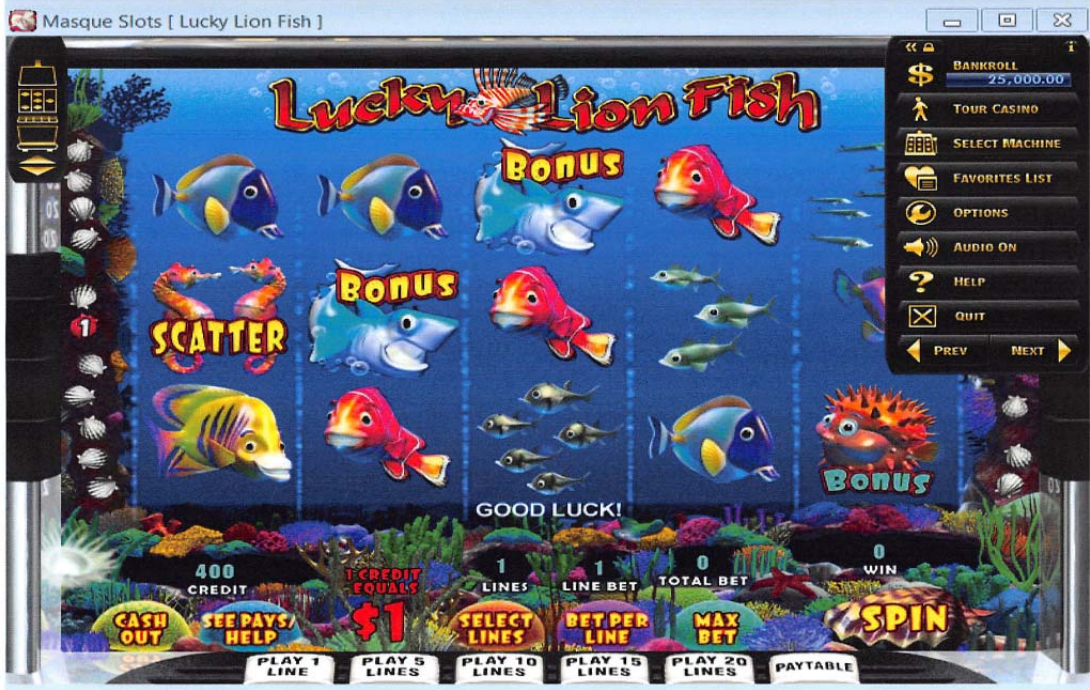 Masque Slots [ Lucky Lion Fish ]
Lucky Lion Fish
BANKROLL
$ 25,000.00
TOUR CASINO
SELECT MACHINE
FAVORITES LIST
OPTIONS
AUDIO ON
? HELP
QUIT
PREV NEXT
BONUS
BONUS
SCATTER
1
BONUS
GOOD LUCK!
400
CREDIT
1 CREDIT
EQUALS
$1
1
LINES
1
LINE BET
0
TOTAL BET
0
WIN
CASH
OUT
SEE PAYS/
HELP
SELECT
LINES
BET PER
LINE
MAX
BET
SPIN
PLAY 1
LINE
PLAY 5
LINES
PLAY 10
LINES
PLAY 15
LINES
PLAY 20
LINES
PAYTABLE